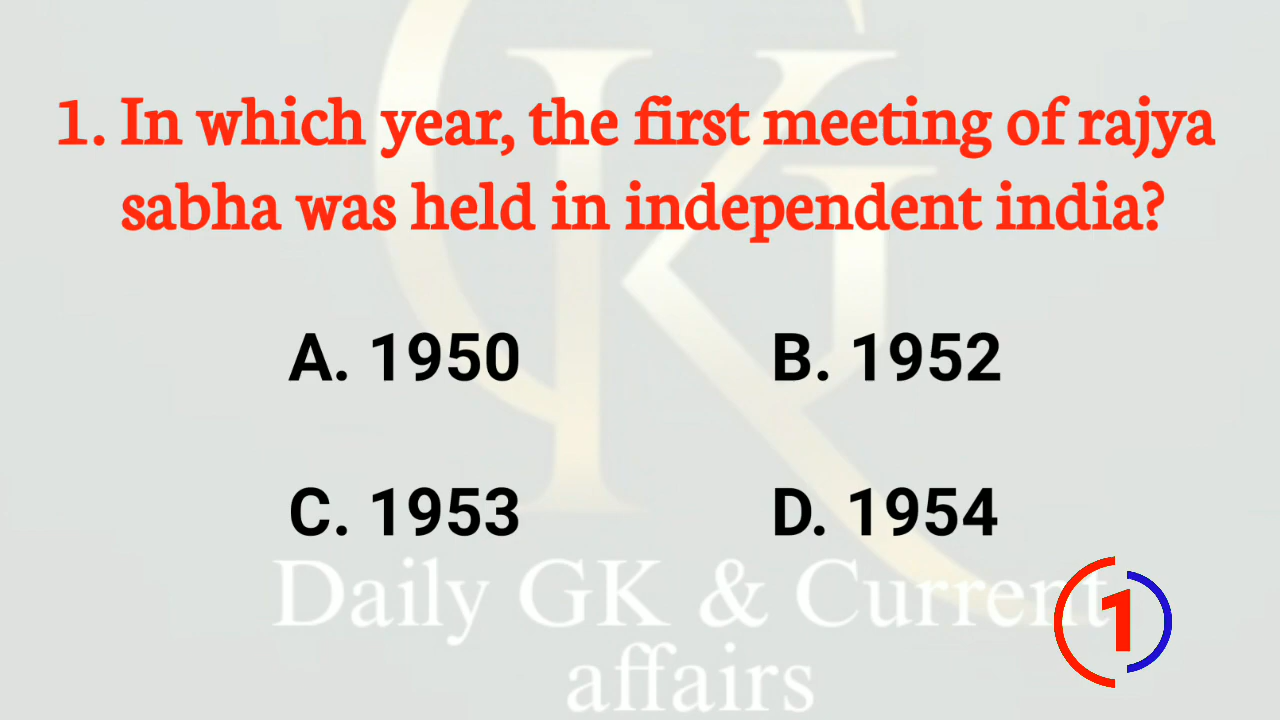 1. In which year, the first meeting of rajya
sabha was held in independent india?
A. 1950
B. 1952
C. 1953
D. 1954
Daily GK & Current
affairs
1